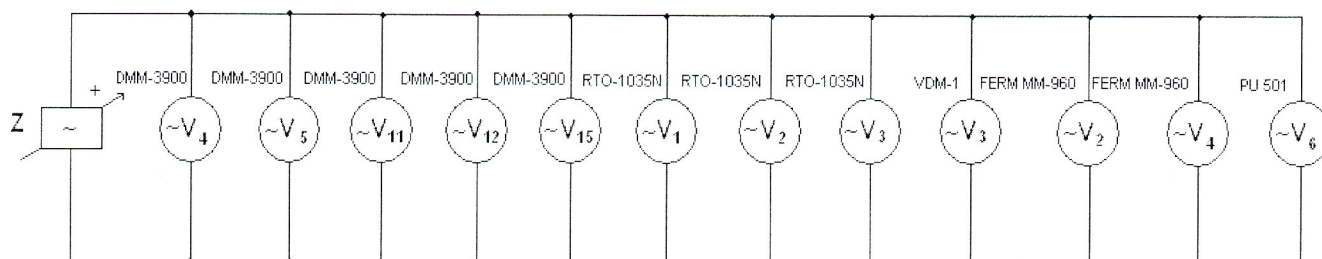 DMM-3900 DMM-3900 DMM-3900 DMM-3900 DMM-3900 RTO-1035N RTO-1035N RTO-1035N VDM-1 FERM MM-960 FERM MM-960 PU 501
+
Z ~ ~V4 ~V5 ~V11 ~V12 ~V15 ~V1 ~V2 ~V3 ~V3 ~V2 ~V4 ~V6